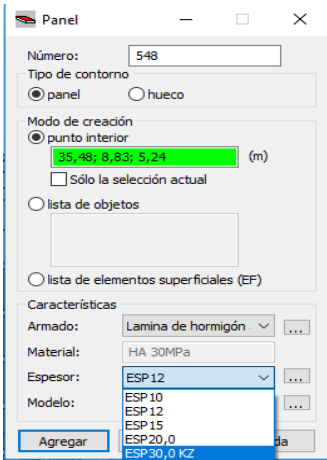 Panel
Número: 548
Tipo de contorno
panel hueco
Modo de creación
punto interior
35,48; 8,83; 5,24 (m)
Sólo la selección actual
lista de objetos
lista de elementos superficiales (EF)
Características
Armado: Lamina de hormigón ...
Material: HA 30MPa
Espesor: ESP12 ...
Modelo: ...
ESP10
ESP12
ESP15
ESP20,0
ESP30,0 KZ
Agregar